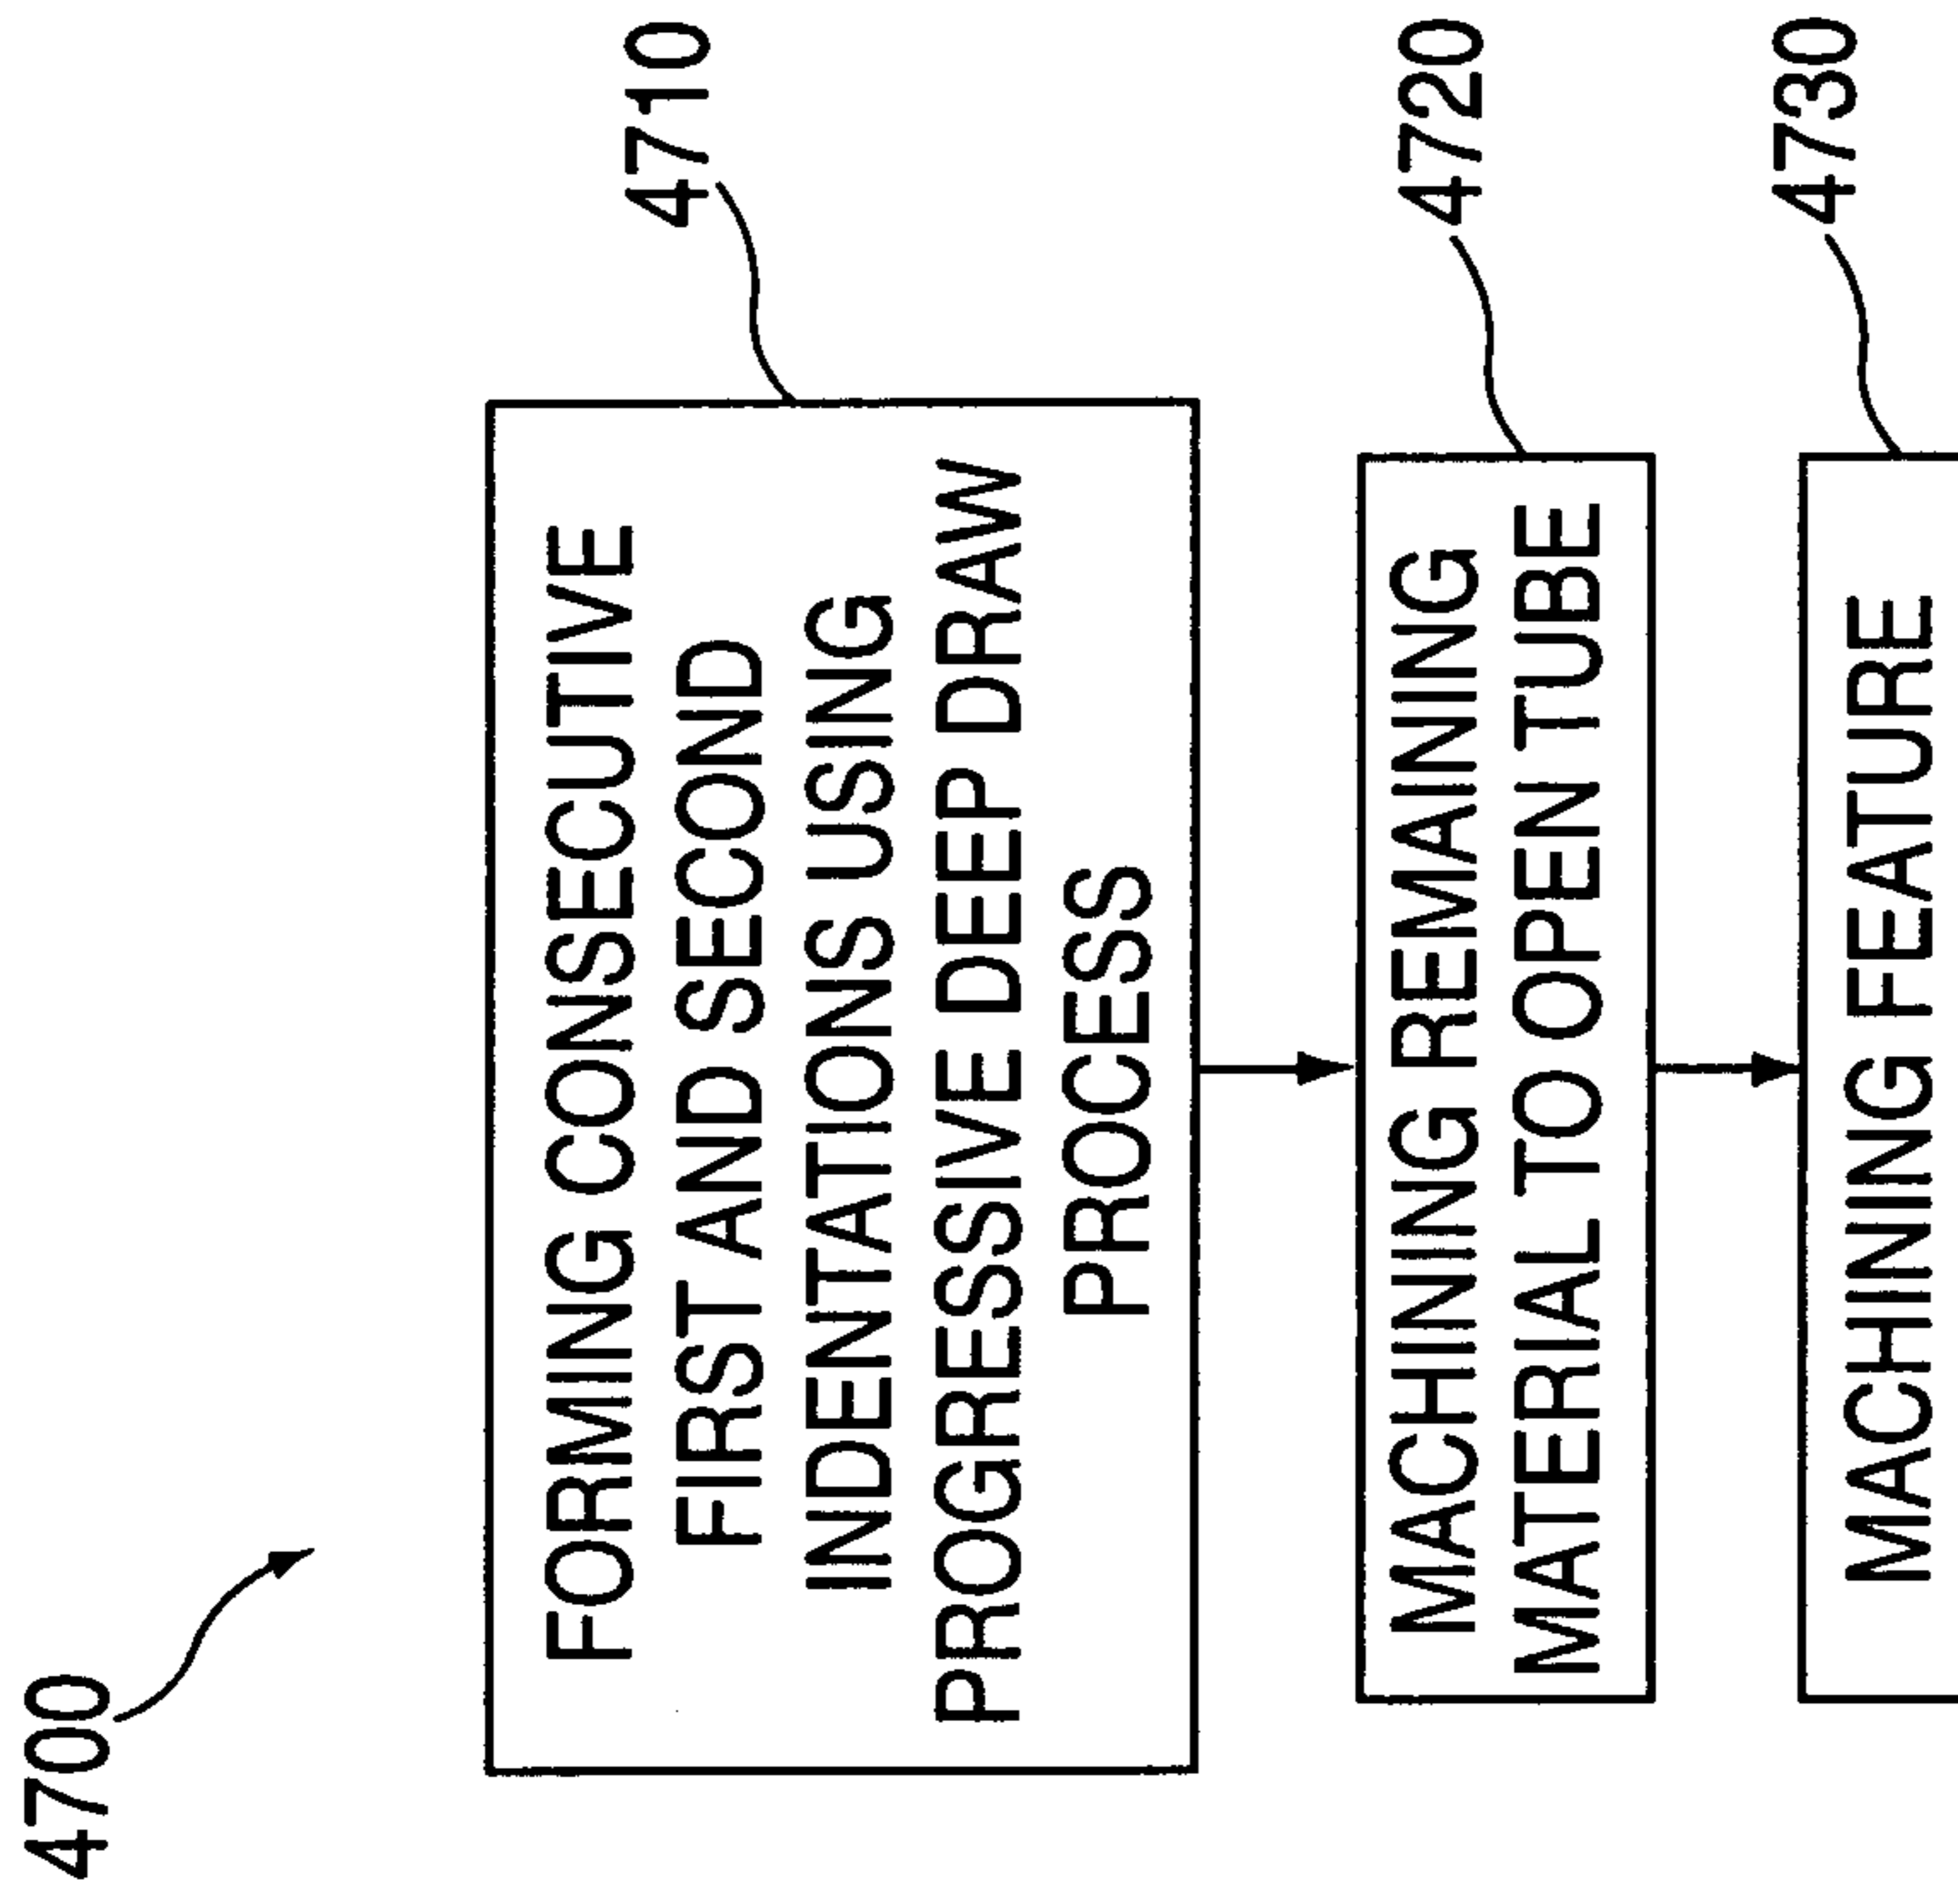 4700
FORMING CONSECUTIVE
FIRST AND SECOND
INDENTATIONS USING
PROGRESSIVE DEEP DRAW
PROCESS
4710
MACHINING REMAINING
MATERIAL TO OPEN TUBE
4720
MACHINING FEATURE
4730